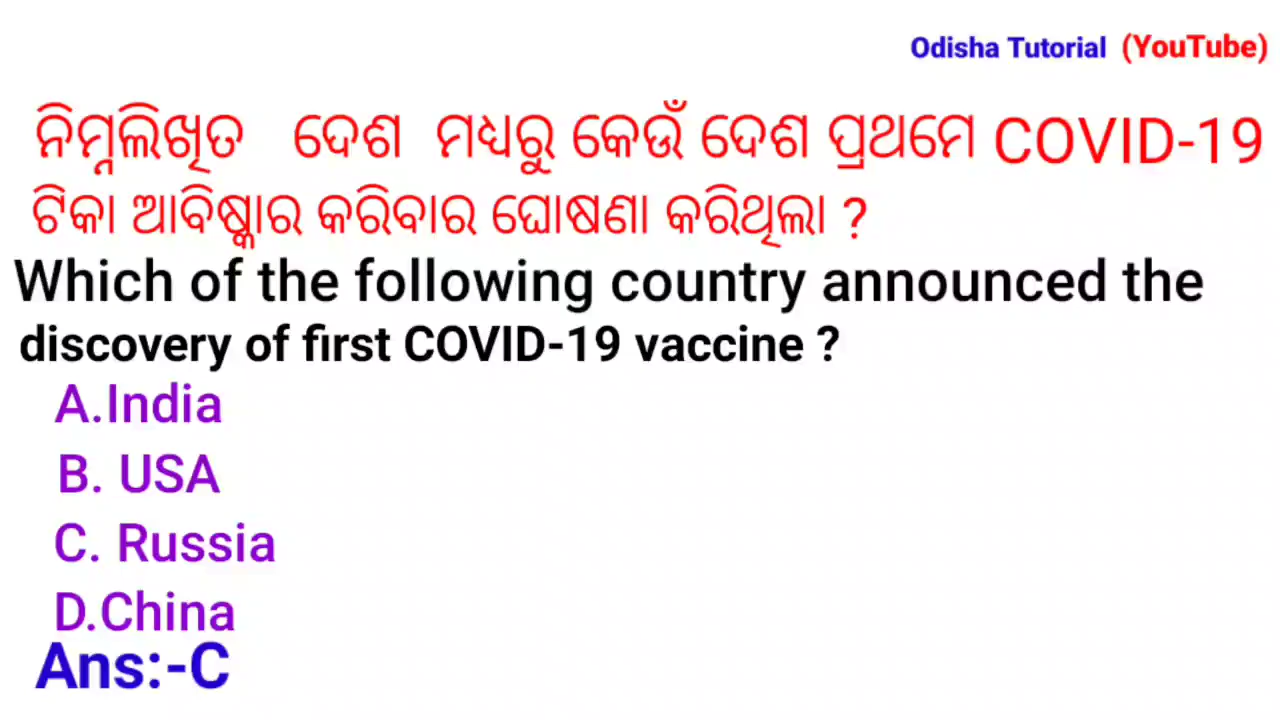 Odisha Tutorial (YouTube)
ନିମ୍ନଲିଖିତ ଦେଶ ମଧ୍ୟରୁ କେଉଁ ଦେଶ ପ୍ରଥମେ COVID-19
ଟିକା ଆବିଷ୍କାର କରିବାର ଘୋଷଣା କରିଥିଲା ?
Which of the following country announced the
discovery of first COVID-19 vaccine ?
A.India
B. USA
C. Russia
D.China
Ans:-C